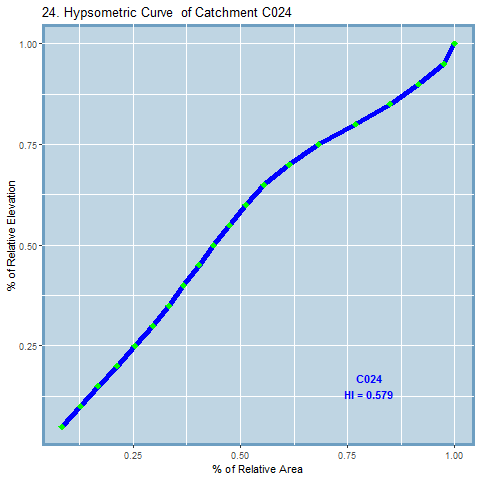 24. Hypsometric Curve  of Catchment C024
1.00
0.75
0.50
0.25
% of Relative Elevation
C024
HI = 0.579
0.25
0.50
0.75
1.00
% of Relative Area